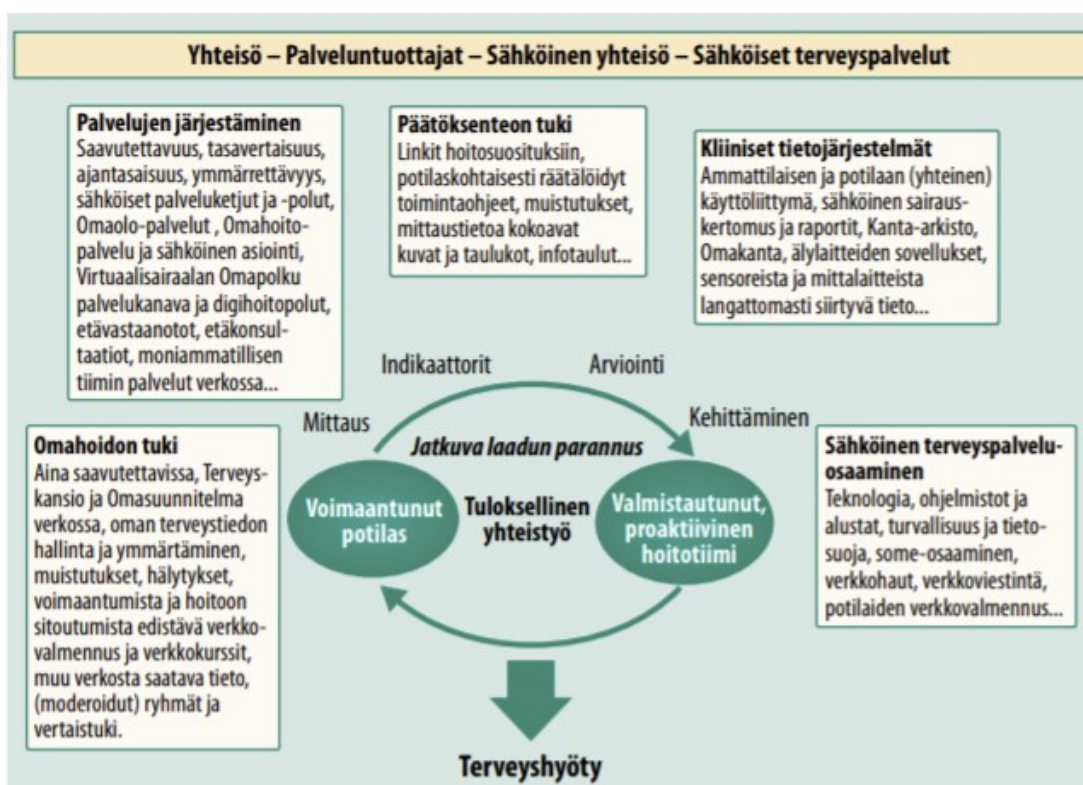 Yhteisö – Palveluntuottajat – Sähköinen yhteisö – Sähköiset terveyspalvelut
Palvelujen järjestäminen
Saavutettavuus, tasavertaisuus,
ajantasaisuus, ymmärrettävyys,
sähköiset palveluketjut ja -polut,
Omaolo-palvelut , Omahoito-
palvelu ja sähköinen asiointi,
Virtuaalisairaalan Omapolku
palvelukanava ja digihoitopolut,
etävastaanotot, etäkonsul-
taatiot, moniammatillisen
tiimin palvelut verkossa...
Päätöksenteon tuki
Linkit hoitosuosituksiin,
potilaskohtaisesti räätälöidyt
toimintaohjeet, muistutukset,
mittaustietoa kokoavat
kuvat ja taulukot, infotaulut...
Kliiniset tietojärjestelmät
Ammattilaisen ja potilaan (yhteinen)
käyttöliittymä, sähköinen sairaus-
kertomus ja raportit, Kanta-arkisto,
Omakanta, älylaitteiden sovellukset,
sensoreista ja mittalaitteista
langattomasti siirtyvä tieto...
Omahoidon tuki
Aina saavutettavissa, Terveys-
kansio ja Omasuunnitelma
verkossa, oman terveystiedon
hallinta ja ymmärtäminen,
muistutukset, hälytykset,
voimaantumista ja hoitoon
sitoutumista edistävä verkko-
valmennus ja verkkokurssit,
muu verkosta saatava tieto,
(moderoidut) ryhmät ja
vertaistuki.
Mittaus
Indikaattorit
Arviointi
Kehittäminen
Jatkuva laadun parannus
Voimaantunut
potilas
Tuloksellinen
yhteistyö
Valmistautunut,
proaktiivinen
hoitotiimi
Sähköinen terveyspalvelu-
osaaminen
Teknologia, ohjelmistot ja
alustat, turvallisuus ja tieto-
suoja, some-osaaminen,
verkkohaut, verkkoviestintä,
potilaiden verkkovalmennus...
Terveyshyöty